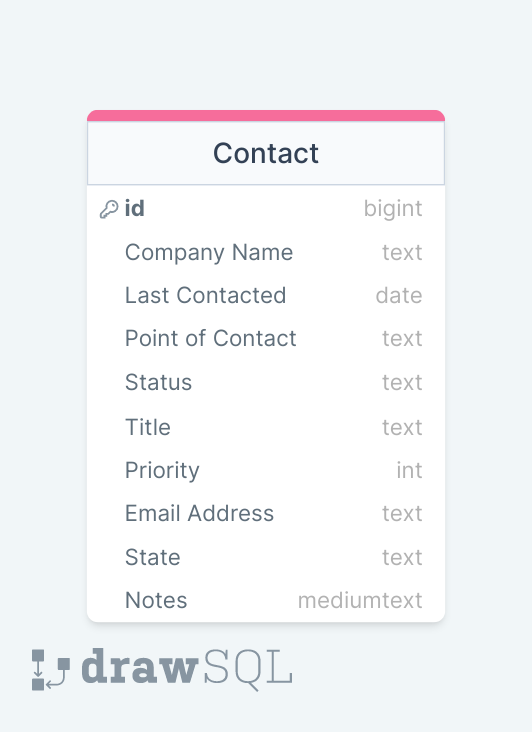 Contact
id bigint
Company Name text
Last Contacted date
Point of Contact text
Status text
Title text
Priority int
Email Address text
State text
Notes mediumtext
drawSQL